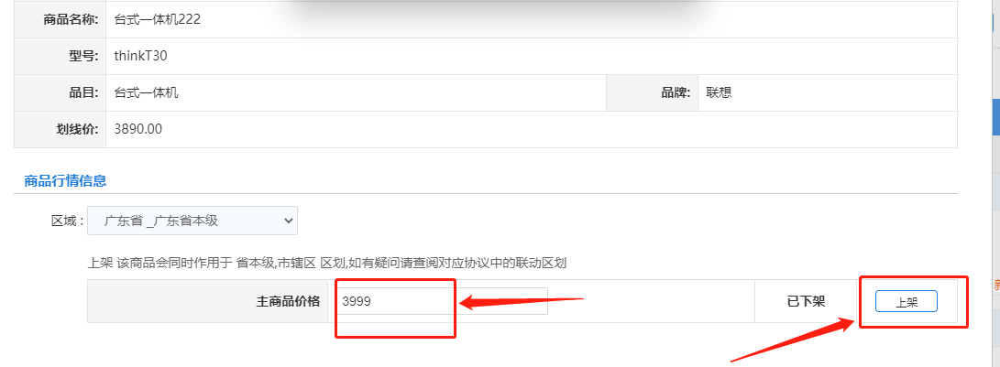 商品名称: 台式一体机222
型号: thinkT30
品目: 台式一体机 品牌: 联想
划线价: 3890.00
商品行情信息
区域 : 广东省 _广东省本级
上架 该商品会同时作用于 省本级,市辖区 区划,如有疑问请查阅对应协议中的联动区划
主商品价格 3999 已下架 上架